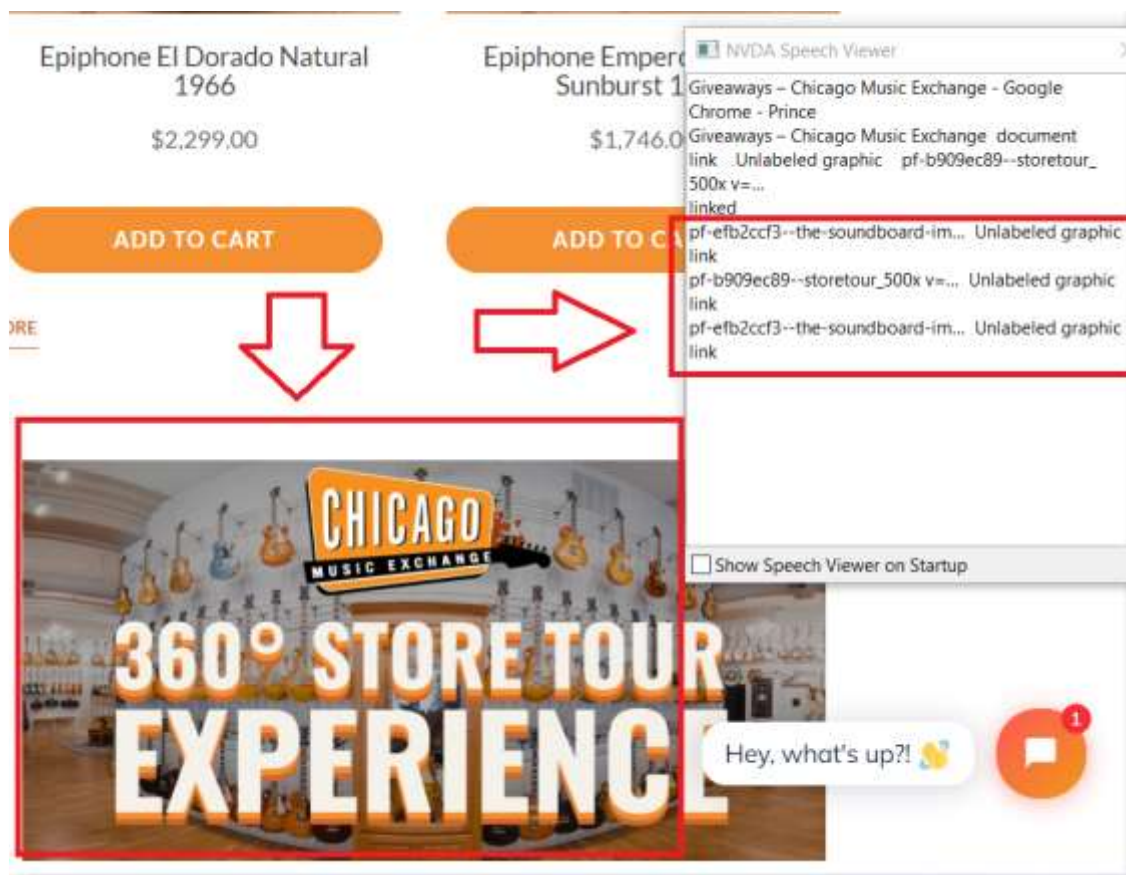 Epiphone El Dorado Natural
1966
$2,299.00
ADD TO CART
Epiphone Emper
Sunburst 1
$1,746.0
ADD TO CA
ORE
NVDA Speech Viewer
Giveaways – Chicago Music Exchange - Google
Chrome - Prince
Giveaways – Chicago Music Exchange document
link Unlabeled graphic pf-b909ec89--storetour_
500x v=...
linked
pf-efb2ccf3--the-soundboard-im... Unlabeled graphic
link
pf-b909ec89--storetour_500x v=... Unlabeled graphic
link
pf-efb2ccf3--the-soundboard-im... Unlabeled graphic
link
Show Speech Viewer on Startup
CHICAGO
MUSIC EXCHANGE
360° STORE TOUR
EXPERIENCE
Hey, what's up?! 👋
1